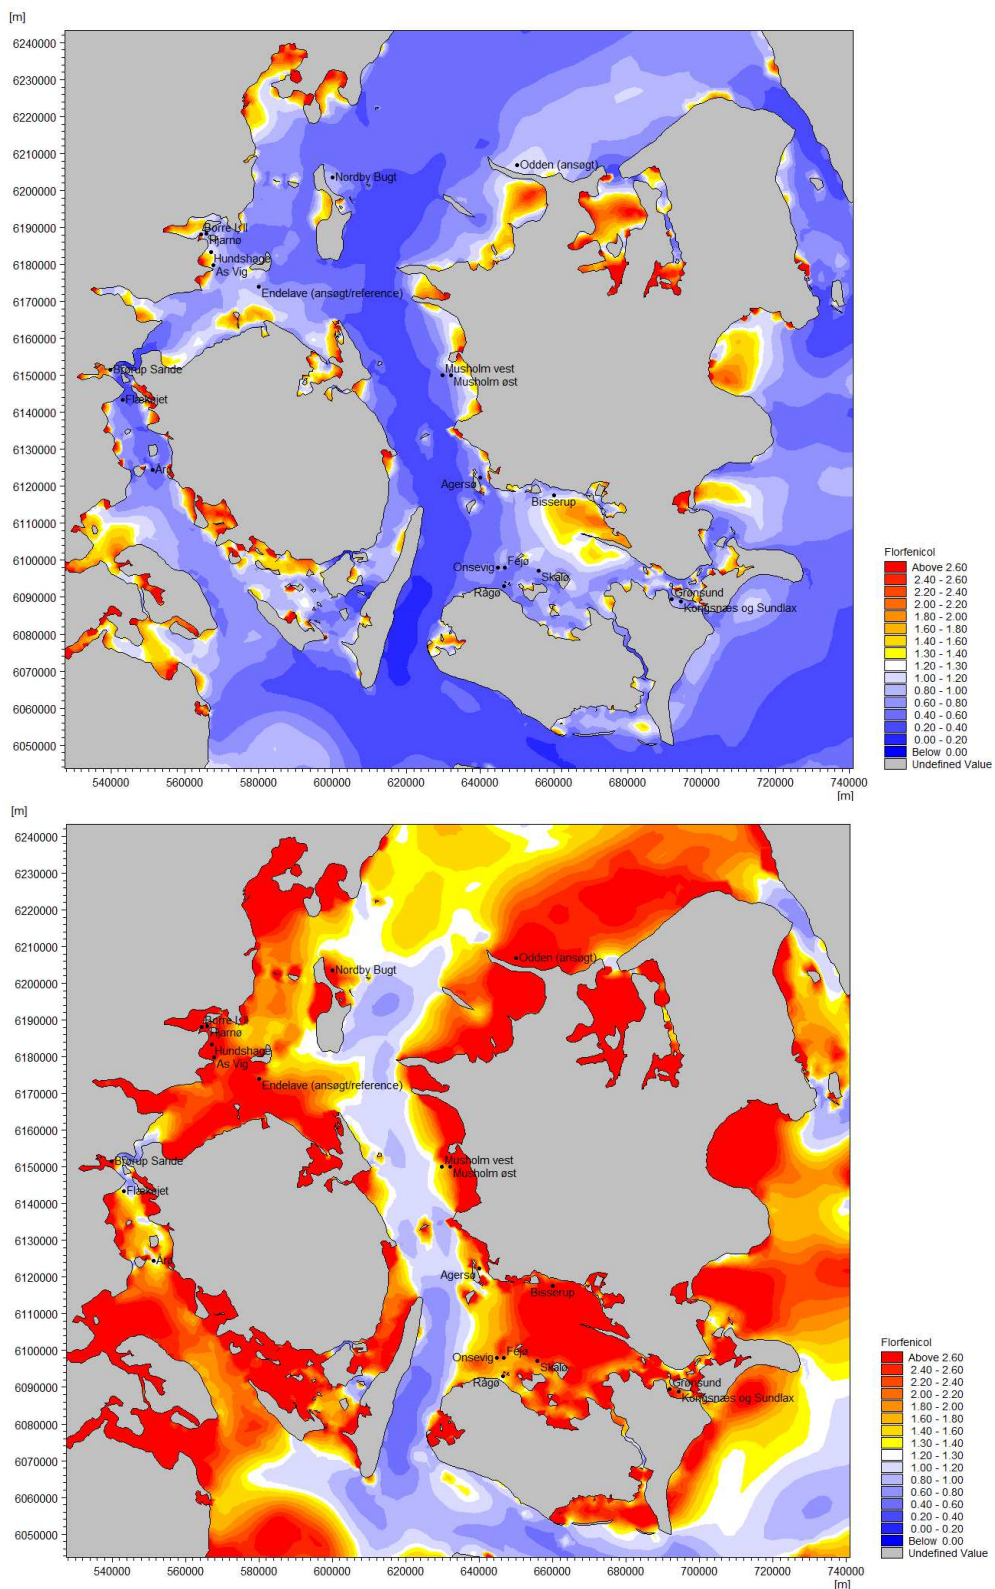 [m]
6240000
6230000
6220000
6210000
6200000
6190000
6180000
6170000
6160000
6150000
6140000
6130000
6120000
6110000
6100000
6090000
6080000
6070000
6060000
6050000
Odden (ansøgt)
Nordby Bugt
Borre
Hjarnø
Hundshage
As Vig
Endelave (ansøgt/reference)
Brørup Sande
Musholm vest
Musholm øst
Flækøjet
Årø
Agersø
Bisserup
Onsevig
Fejø
Skalø
Rågø
Grønsund
Kongsnæs og Sundlax
540000 560000 580000 600000 620000 640000 660000 680000 700000 720000 740000
[m]
Florfenicol
Above 2.60
2.40 - 2.60
2.20 - 2.40
2.00 - 2.20
1.80 - 2.00
1.60 - 1.80
1.40 - 1.60
1.30 - 1.40
1.20 - 1.30
1.00 - 1.20
0.80 - 1.00
0.60 - 0.80
0.40 - 0.60
0.20 - 0.40
0.00 - 0.20
Below 0.00
Undefined Value
[m]
6240000
6230000
6220000
6210000
6200000
6190000
6180000
6170000
6160000
6150000
6140000
6130000
6120000
6110000
6100000
6090000
6080000
6070000
6060000
6050000
Odden (ansøgt)
Nordby Bugt
Borre
Hjarnø
Hundshage
As Vig
Endelave (ansøgt/reference)
Brørup Sande
Musholm vest
Musholm øst
Flækøjet
Årø
Agersø
Bisserup
Onsevig
Fejø
Skalø
Rågø
Grønsund
Kongsnæs og Sundlax
540000 560000 580000 600000 620000 640000 660000 680000 700000 720000 740000
[m]
Florfenicol
Above 2.60
2.40 - 2.60
2.20 - 2.40
2.00 - 2.20
1.80 - 2.00
1.60 - 1.80
1.40 - 1.60
1.30 - 1.40
1.20 - 1.30
1.00 - 1.20
0.80 - 1.00
0.60 - 0.80
0.40 - 0.60
0.20 - 0.40
0.00 - 0.20
Below 0.00
Undefined Value